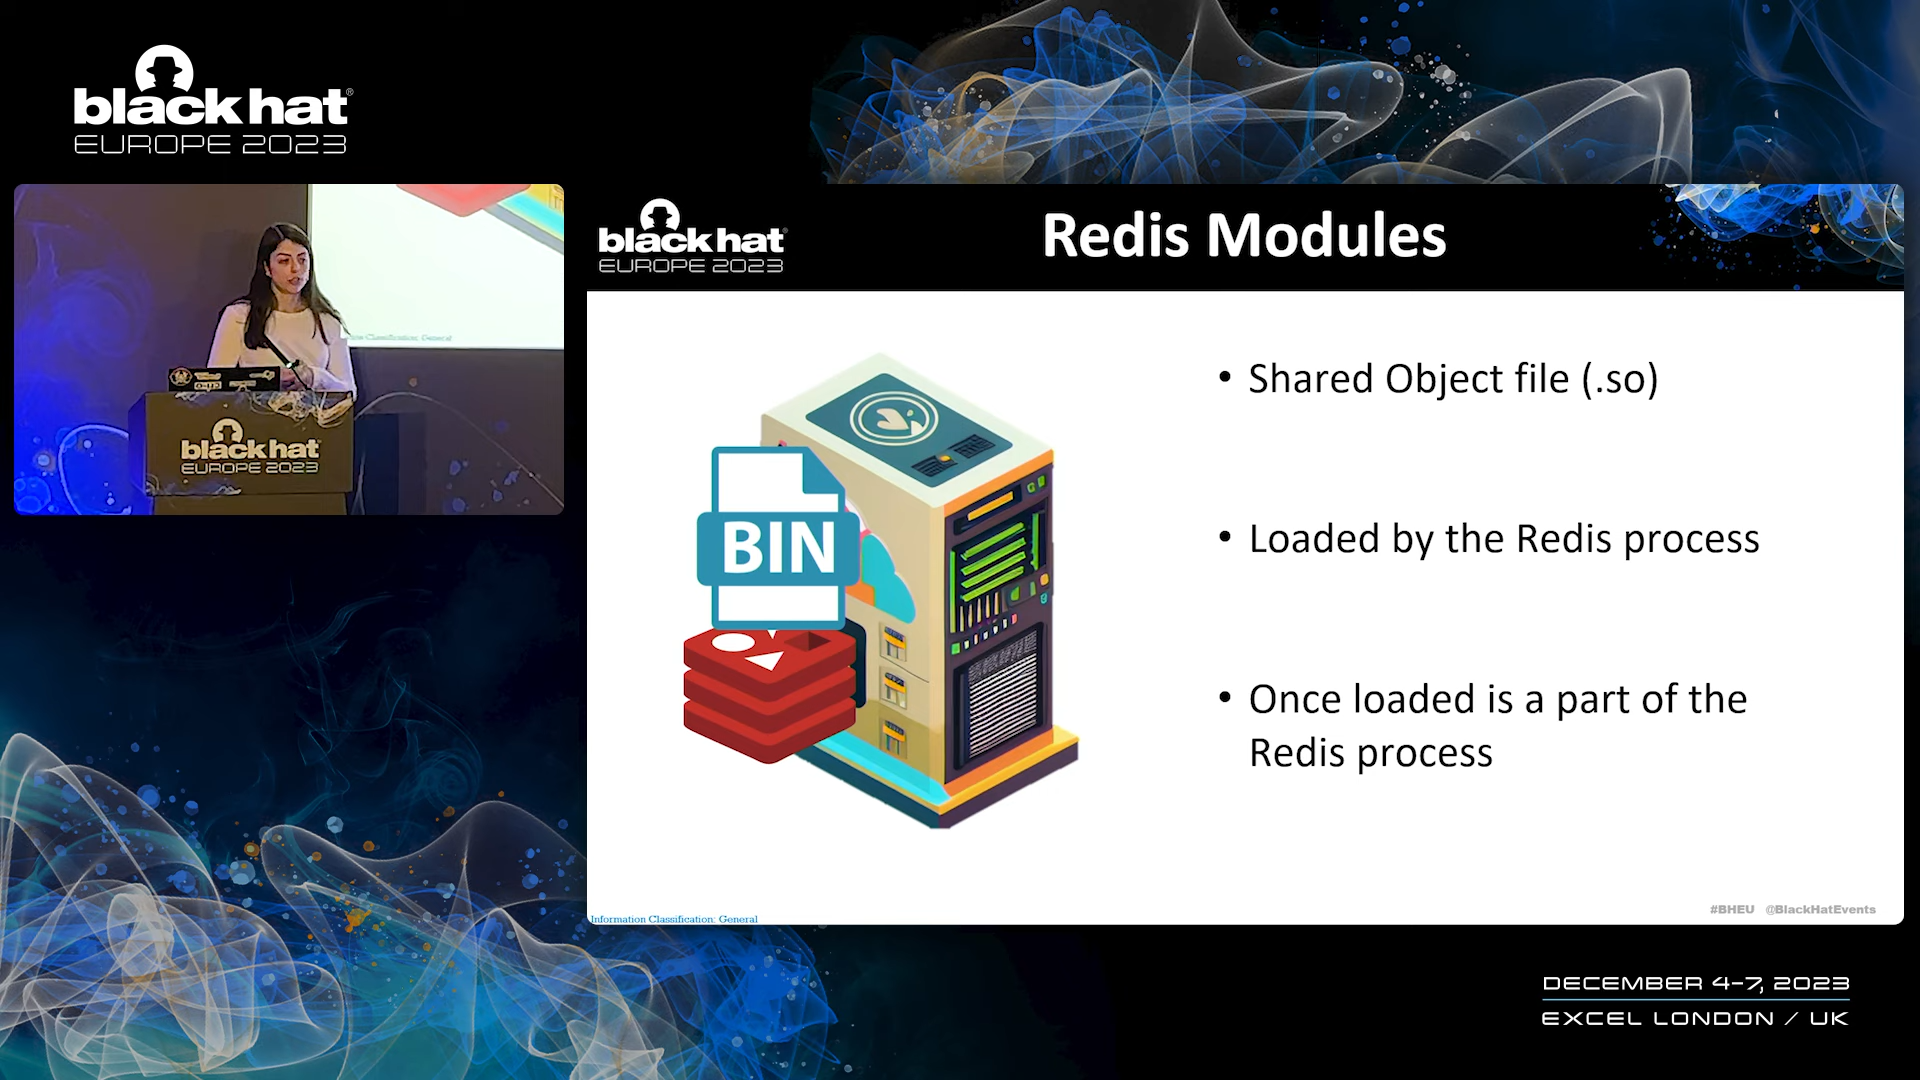 black hat®
EUROPE 2023
black hat®
EUROPE 2023
Redis Modules
Classification: General
black hat
EUROPE 2023
BIN
• Shared Object file (.so)
• Loaded by the Redis process
• Once loaded is a part of the
Redis process
Information Classification: General
#BHEU @BlackHatEvents
DECEMBER 4-7, 2023
EXCEL LONDON / UK